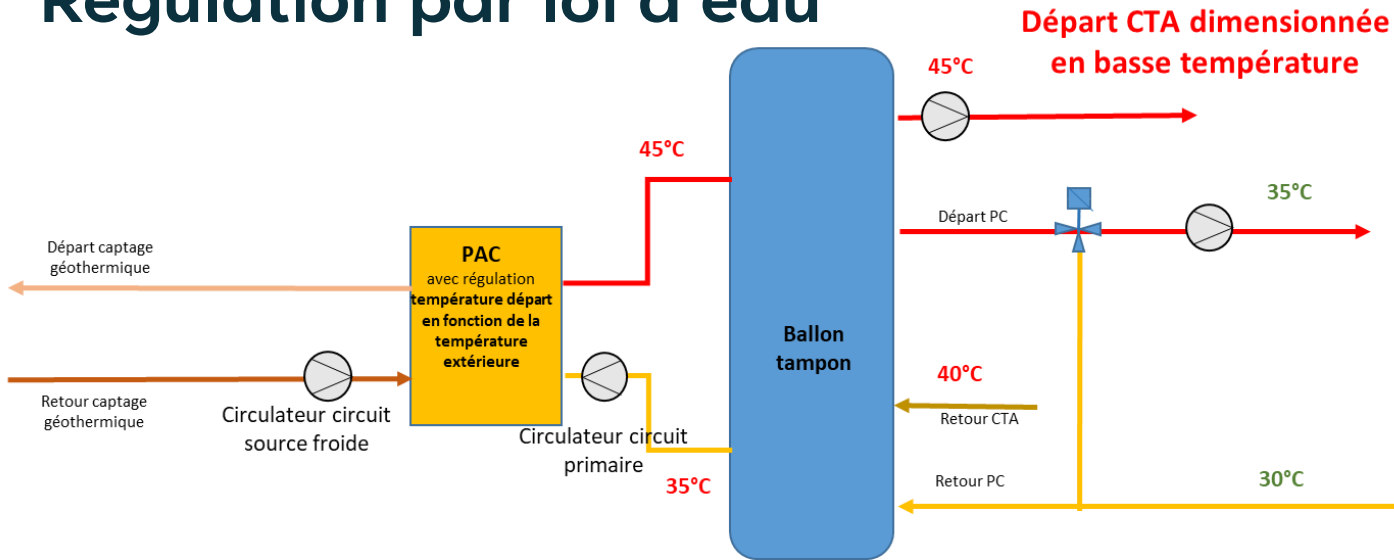 Régulation par loi d'eau
Départ CTA dimensionnée
en basse température
45°C
45°C
35°C
Départ PC
Départ captage
géothermique
PAC
avec régulation
température départ
en fonction de la
température
extérieure
Ballon
tampon
40°C
Retour CTA
Retour captage
géothermique
Circulateur circuit
source froide
Circulateur circuit
primaire
35°C
Retour PC
30°C